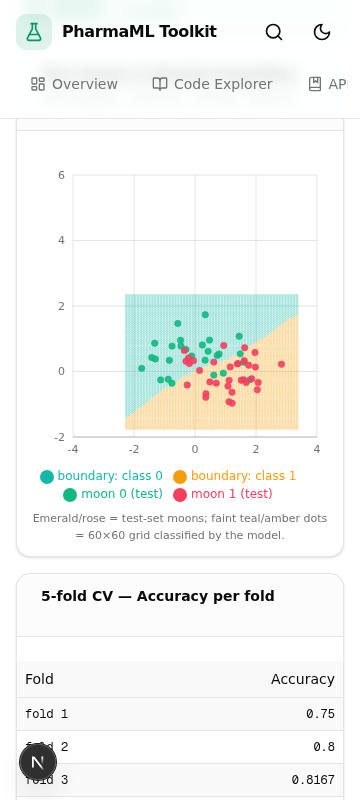 PharmaML Toolkit
Overview Code Explorer AP
6
4
2
0
-2
-4 -2 0 2 4
boundary: class 0 boundary: class 1
moon 0 (test) moon 1 (test)
Emerald/rose = test-set moons; faint teal/amber dots
= 60×60 grid classified by the model.
5-fold CV — Accuracy per fold
Fold Accuracy
fold 1 0.75
fold 2 0.8
fold 3 0.8167
N